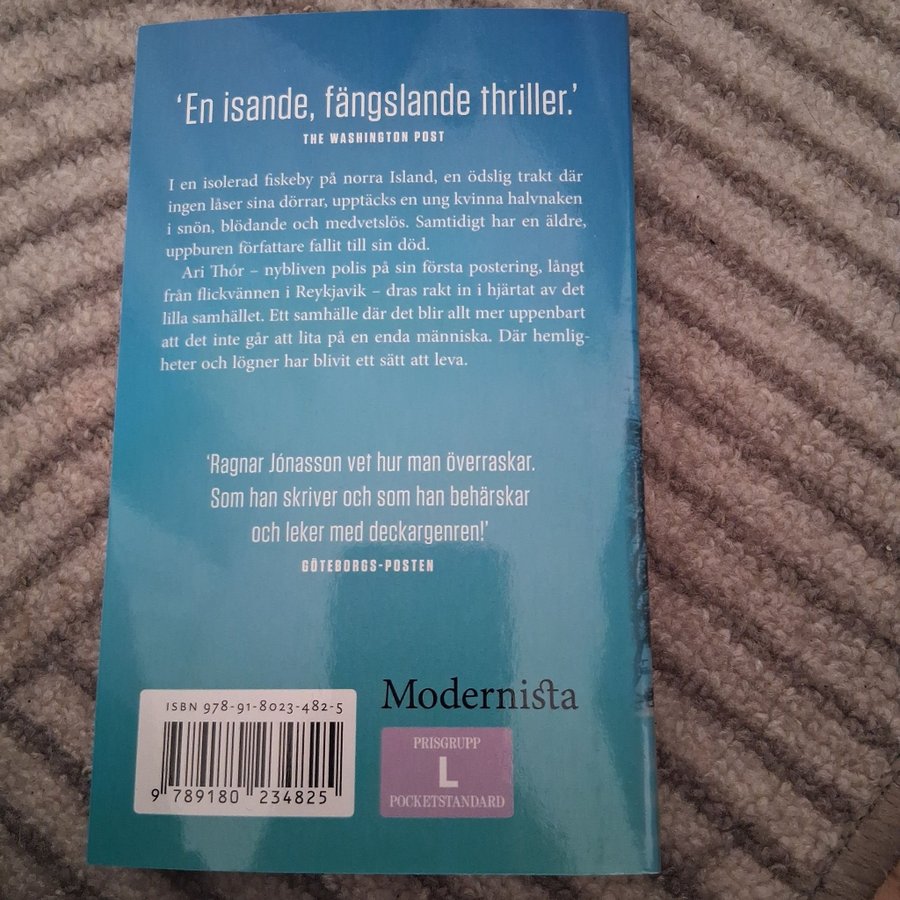 'En isande, fängslande thriller.'
THE WASHINGTON POST
I en isolerad fiskeby på norra Island, en ödslig trakt där
ingen låser sina dörrar, upptäcks en ung kvinna halvnaken
i snön, blödande och medvetslös. Samtidigt har en äldre,
uppburen författare fallit till sin död.
Ari Thór – nybliven polis på sin första postering, långt
från flickvännen i Reykjavik – dras rakt in i hjärtat av det
lilla samhället. Ett samhälle där det blir allt mer uppenbart
att det inte går att lita på en enda människa. Där hemlig-
heter och lögner har blivit ett sätt att leva.
'Ragnar Jónasson vet hur man överraskar.
Som han skriver och som han behärskar
och leker med deckargenren!'
GÖTEBORGS-POSTEN
Modernista
ISBN 978-91-8023-482-5
9 789180 234825
PRISGRUPP
L
POCKETSTANDARD